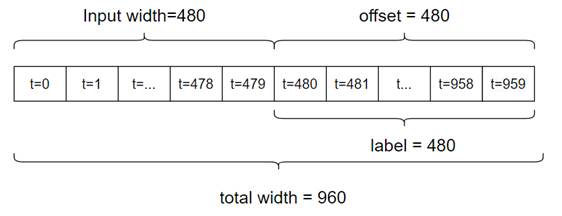 Input width=480 offset = 480
t=0 t=1 t=... t=478 t=479 t=480 t=481 t... t=958 t=959
label = 480
total width = 960